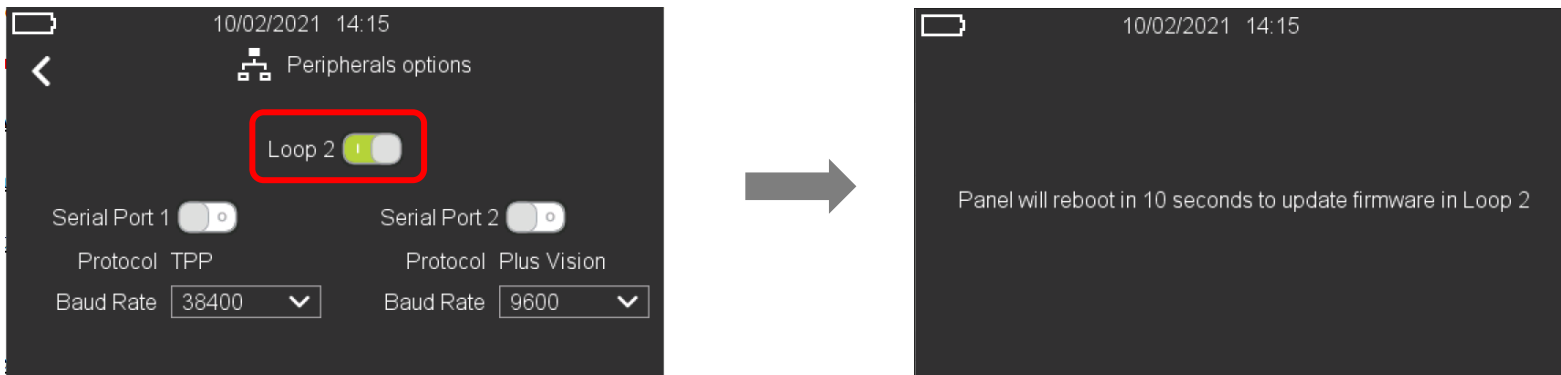 10/02/2021 14:15
Peripherals options
Loop 2
Serial Port 1 Serial Port 2
Protocol TPP Protocol Plus Vision
Baud Rate 38400 Baud Rate 9600
10/02/2021 14:15
Panel will reboot in 10 seconds to update firmware in Loop 2